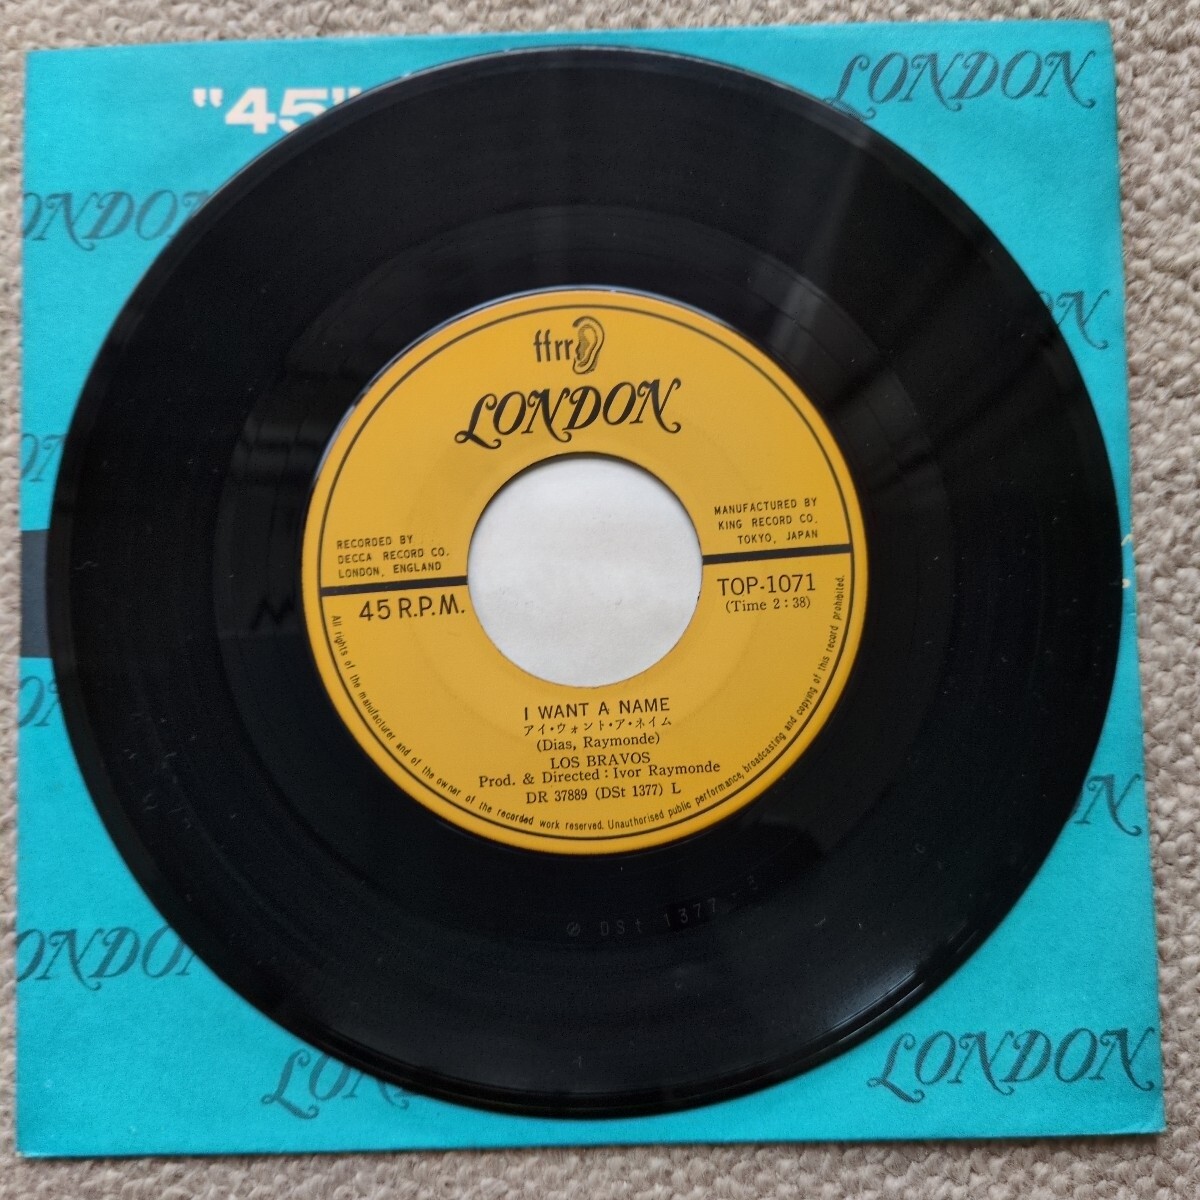 "45"
LONDON
LONDON
ffrr
LONDON
RECORDED BY
DECCA RECORD CO.
LONDON, ENGLAND
MANUFACTURED BY
KING RECORD CO.
TOKYO, JAPAN
45 R.P.M.
TOP-1071
(Time 2:38)
I WANT A NAME
アイ・ウォント・ア・ネイム
(Dias, Raymonde)
LOS BRAVOS
Prod. & Directed : Ivor Raymonde
DR 37889 (DSt 1377) L
All rights of the manufacturer and of the owner of the recorded work reserved. Unauthorised public performance, broadcasting and copying of this record prohibited.
DSt 1377
LONDON
LONDON
LONDON